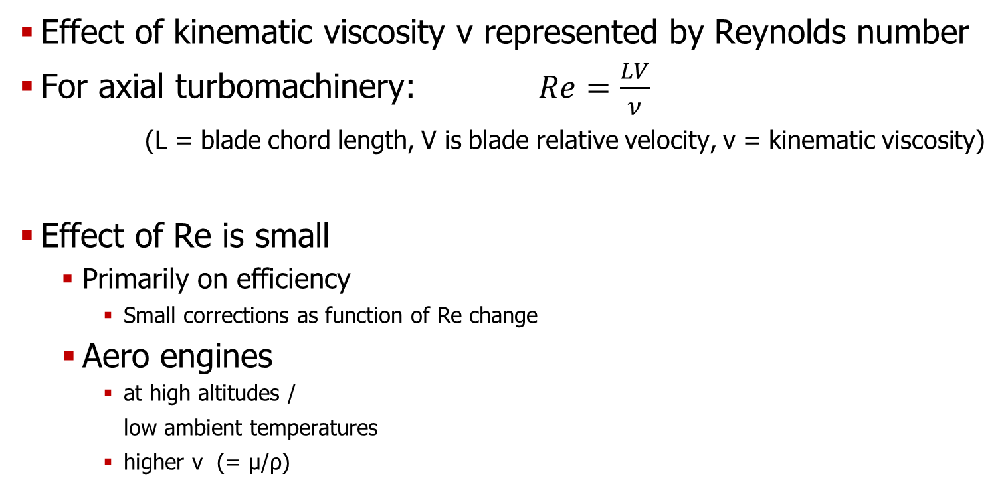 ▪ Effect of kinematic viscosity v represented by Reynolds number
▪ For axial turbomachinery: Re = LV/ν
(L = blade chord length, V is blade relative velocity, v = kinematic viscosity)
▪ Effect of Re is small
▪ Primarily on efficiency
▪ Small corrections as function of Re change
▪ Aero engines
▪ at high altitudes /
low ambient temperatures
▪ higher v (= μ/ρ)